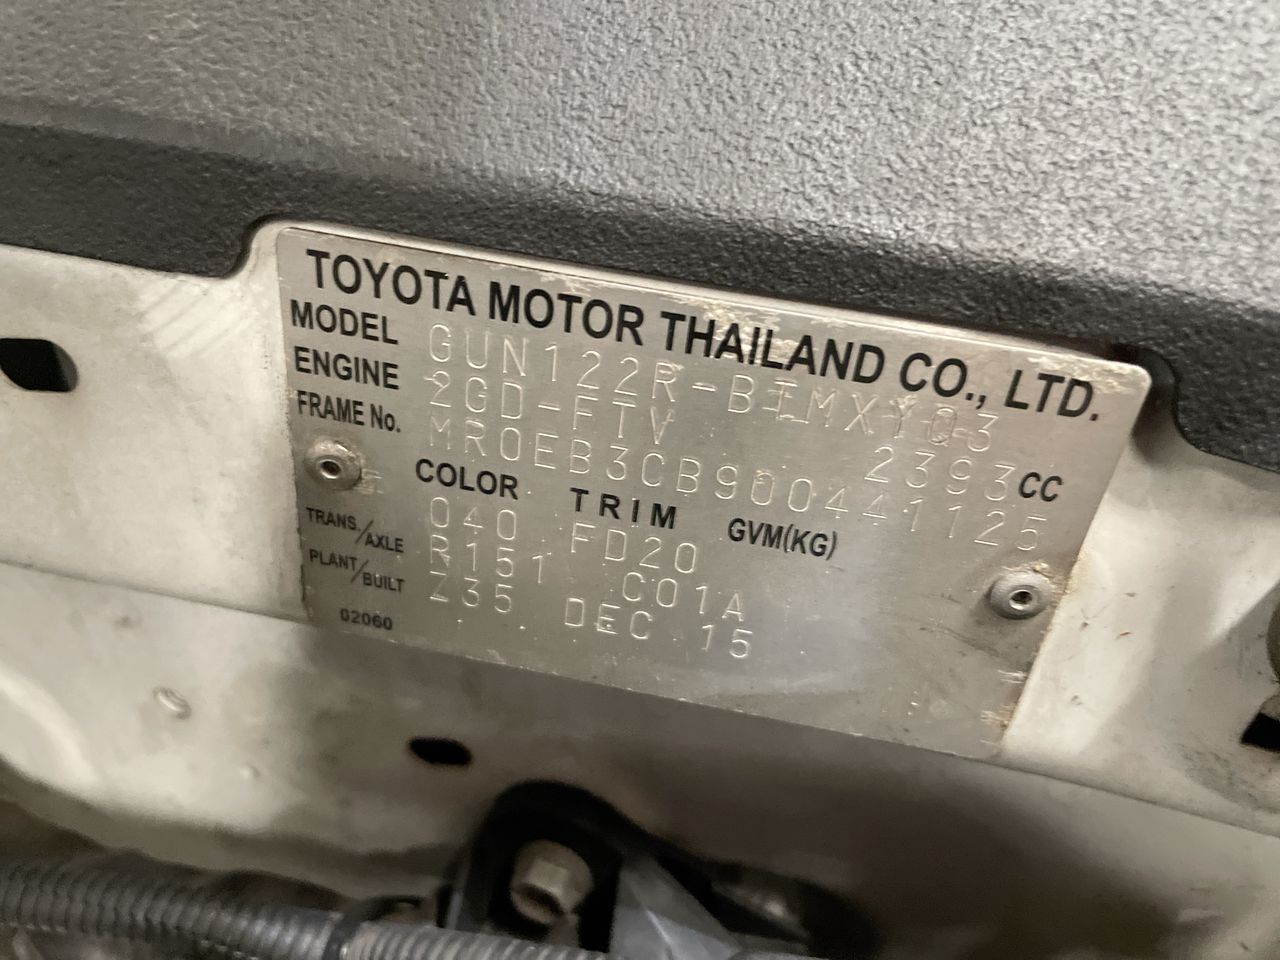 TOYOTA MOTOR THAILAND CO., LTD.
MODEL GUN122R-BTMXYQ3
ENGINE 2GD-FTV 2393 CC
FRAME No. MR0EB3CB900441125
COLOR TRIM GVM(KG)
040 FD20
TRANS./AXLE R151 C01A
PLANT/BUILT Z35 DEC 15
02060